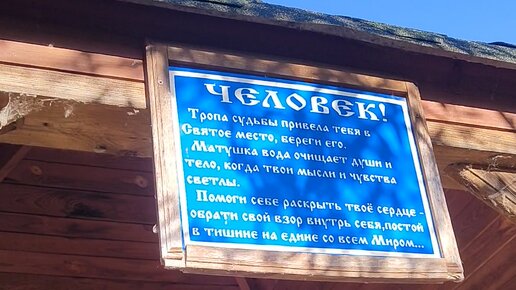 ЧЕЛОВЕК!
Тропа судьбы привела тебя в
Святое место, береги его.
Матушка вода очищает души и
тело, когда твои мысли и чувства
светлы.
Помоги себе раскрыть твоё сердце -
обрати свой взор внутрь себя,постой
в тишине на едине со всем Миром...